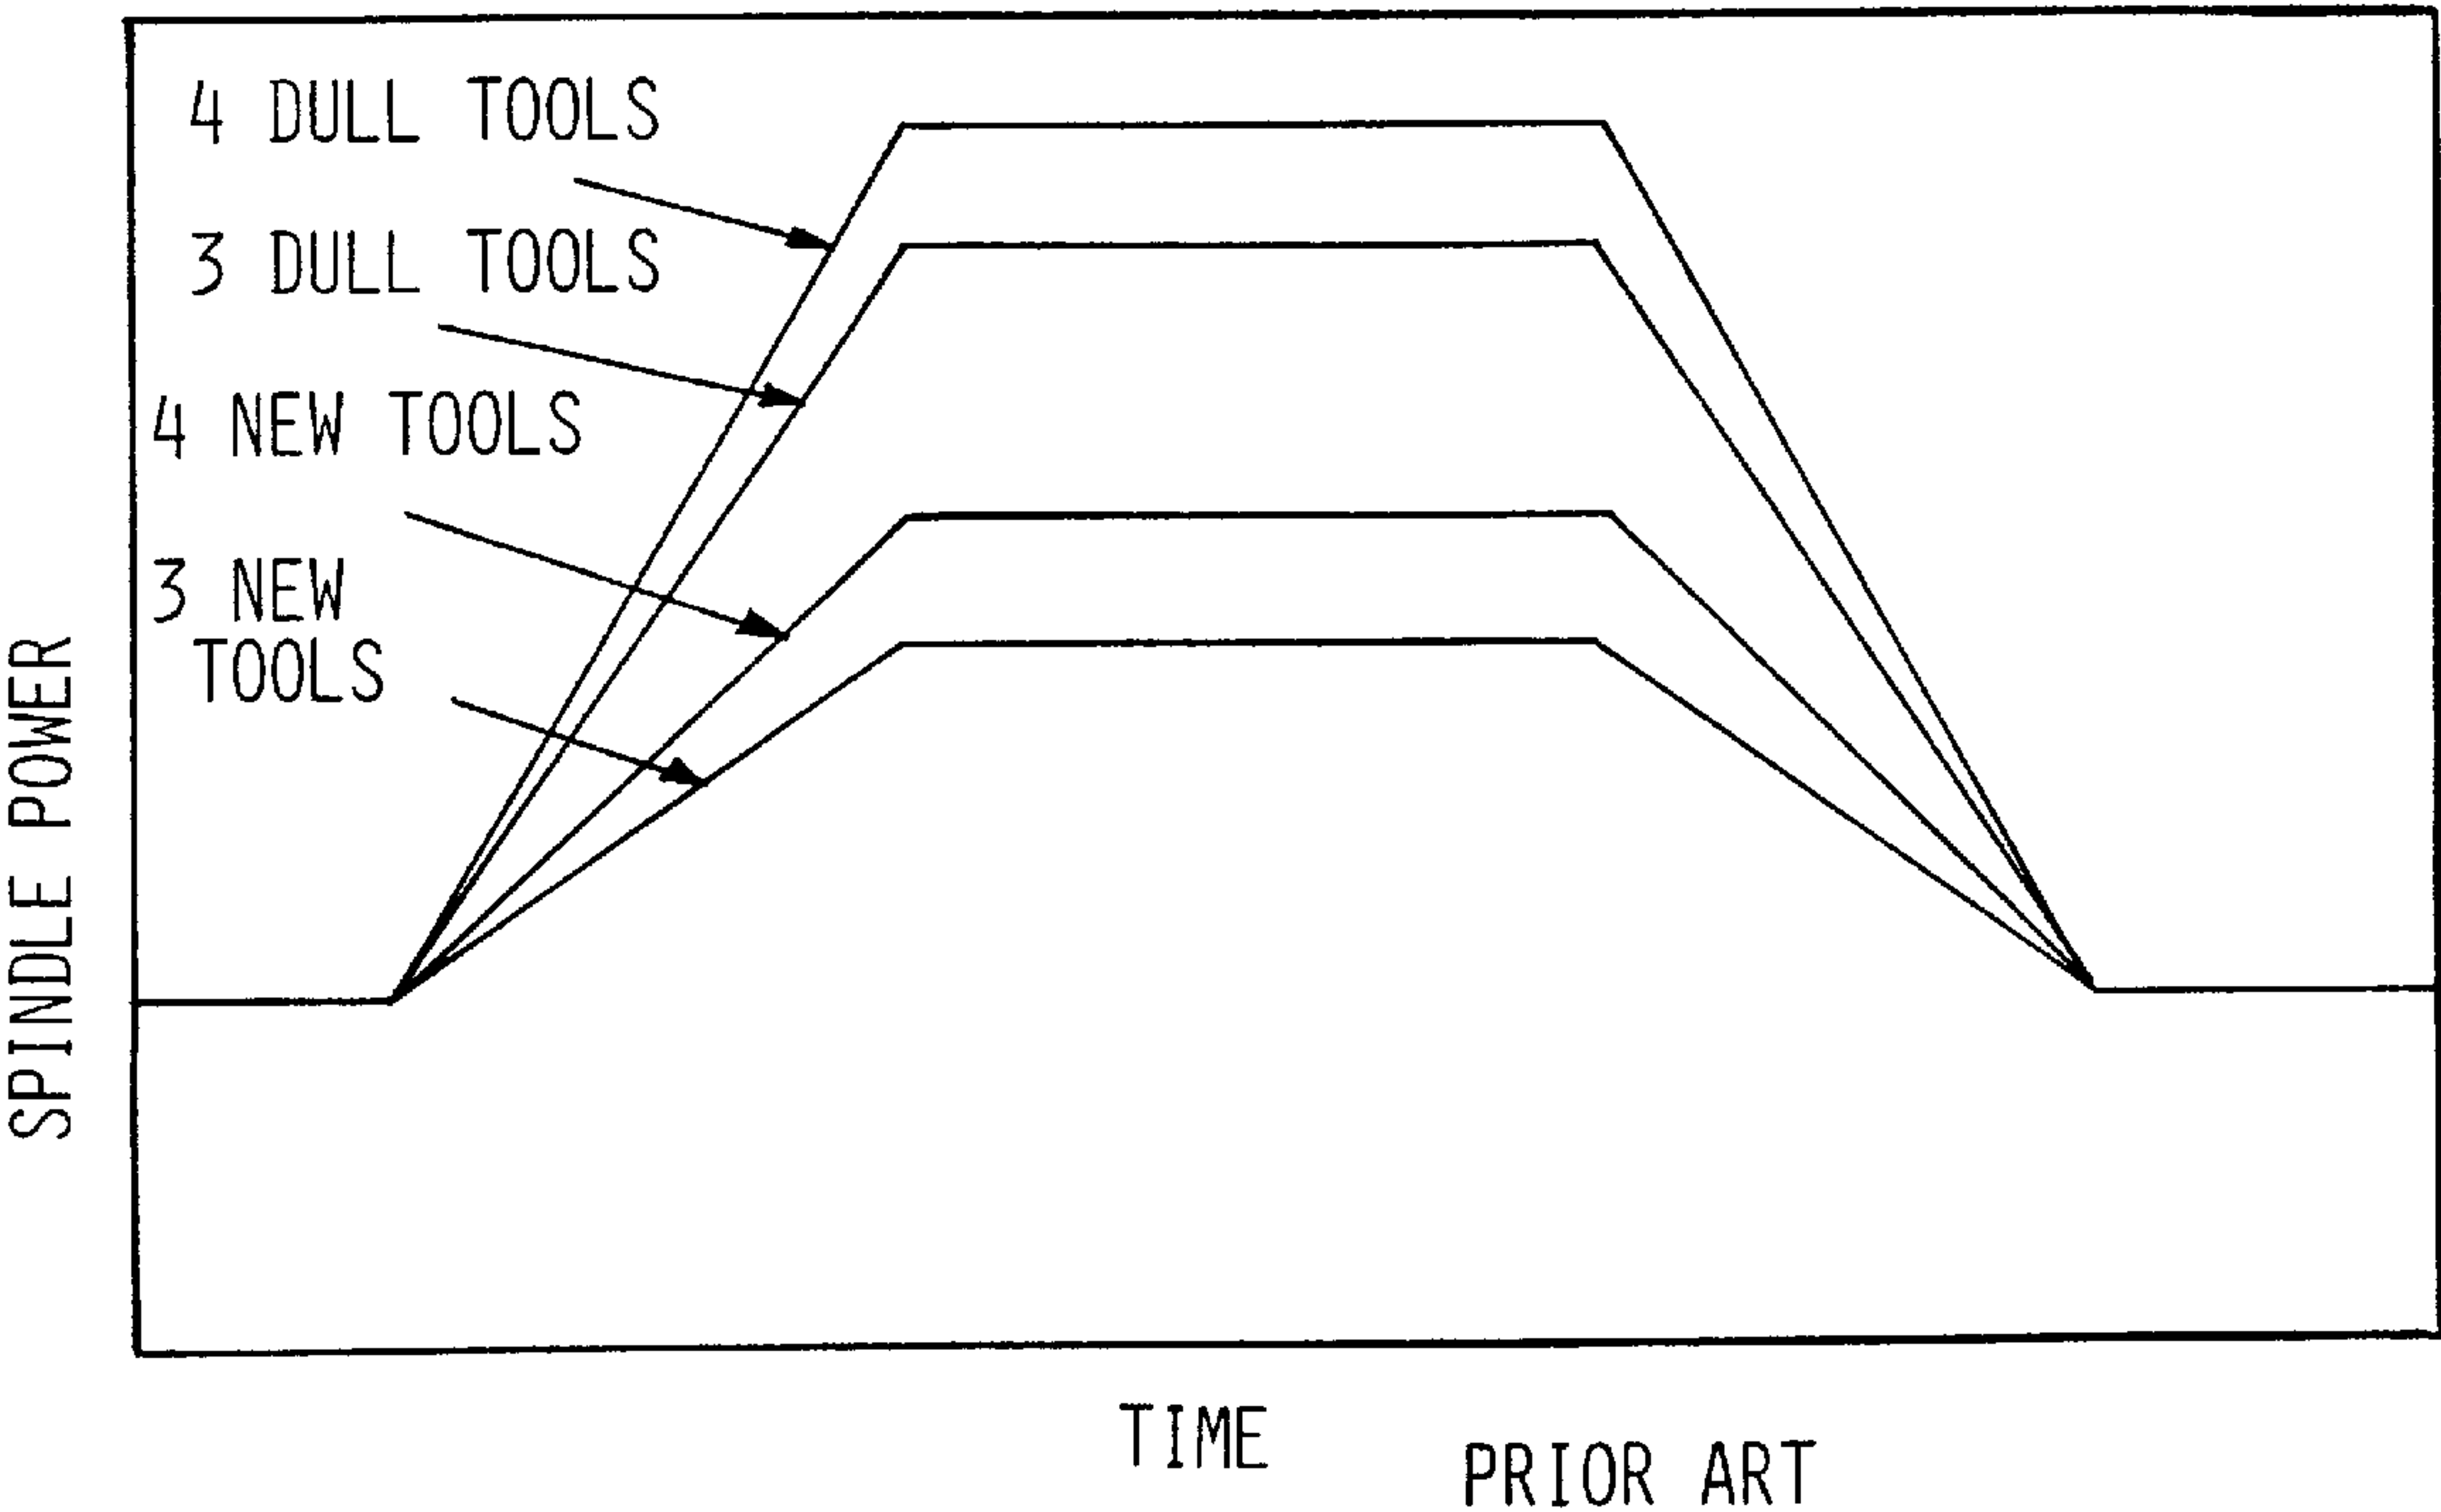 4 DULL TOOLS
3 DULL TOOLS
4 NEW TOOLS
3 NEW
TOOLS
SPINDLE POWER
TIME
PRIOR ART